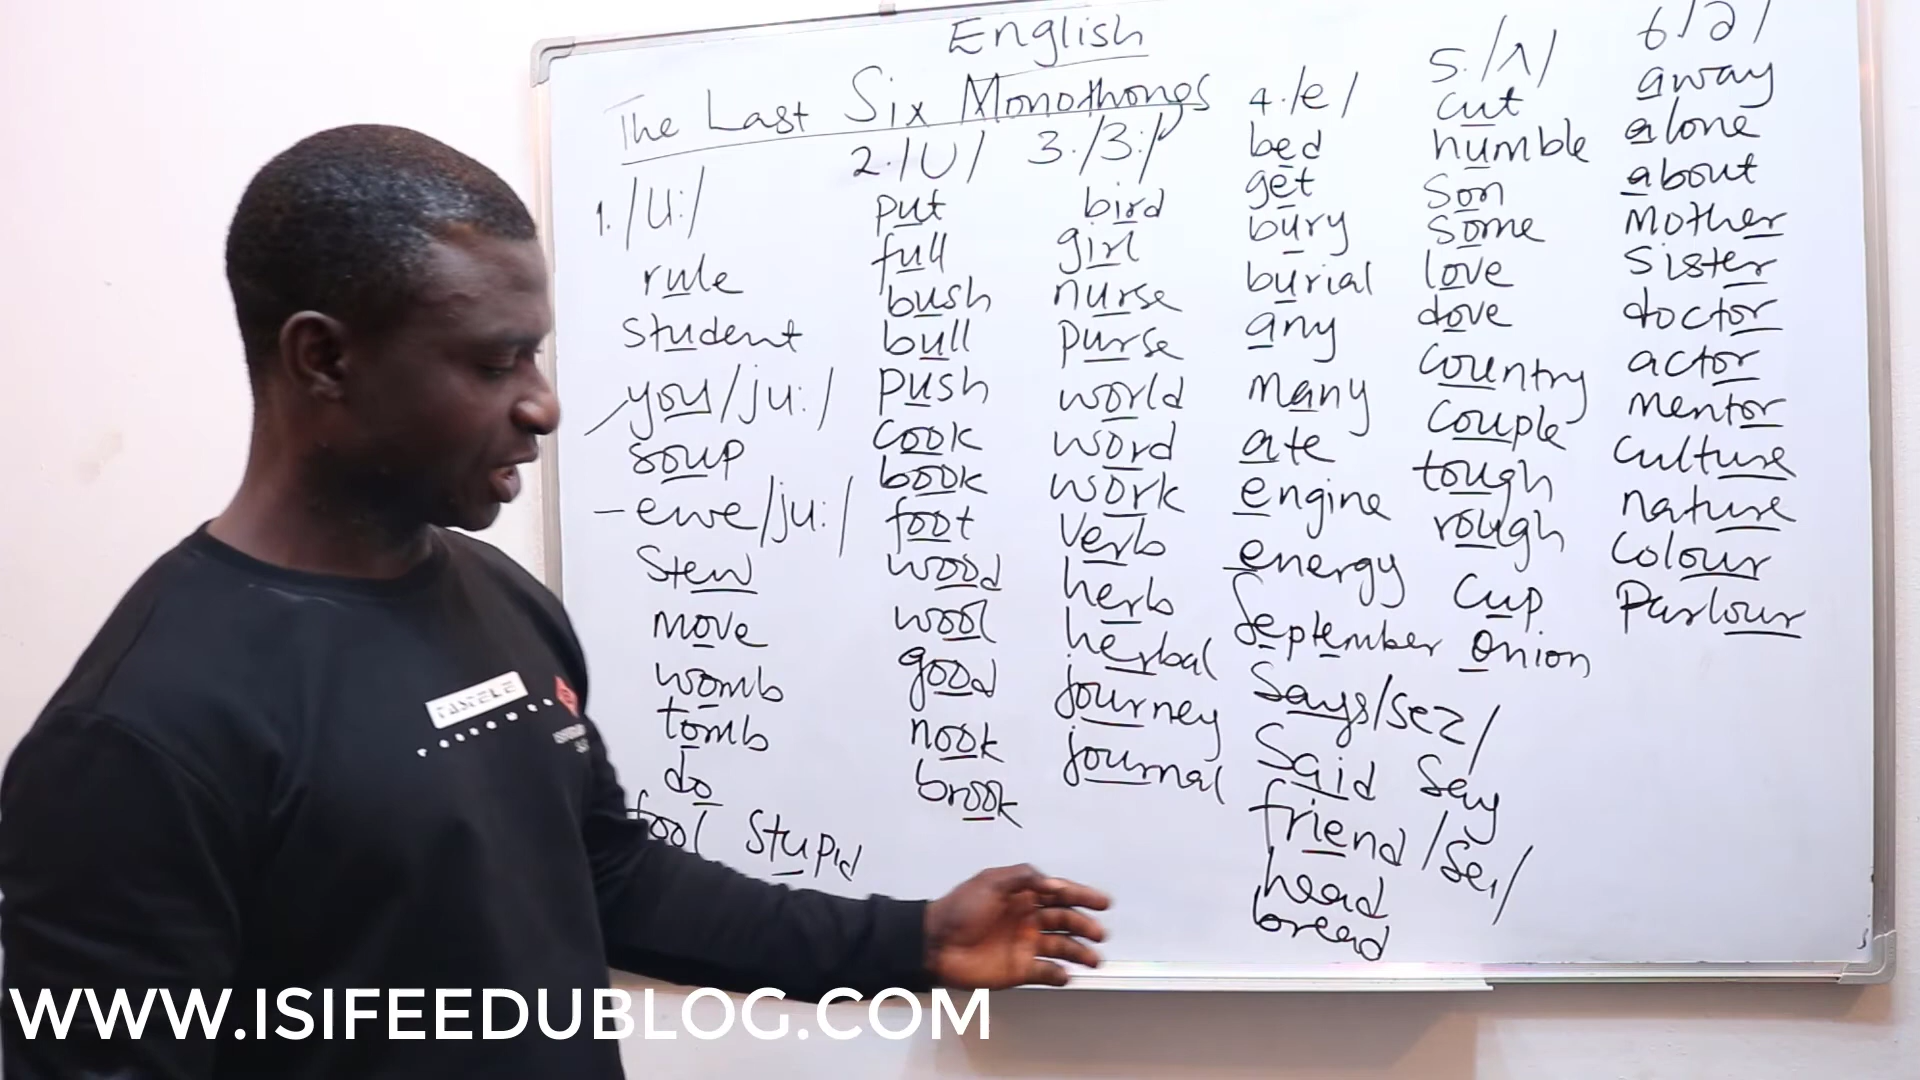 English
The Last Six Monothongs
1. /U:/
rule
student
you /ju:/
soup
ewe /ju:/
stew
move
womb
tomb
do
fool stupid
2. /U/
put
full
bush
bull
push
cook
book
foot
wood
wool
good
nook
brook
3. /3:/
bird
girl
nurse
purse
world
word
work
verb
herb
herbal
journey
journal
4. /e/
bed
get
bury
burial
any
many
ate
engine
energy
September
Says /sez/
Said Say
friend /Sei/
head
bread
5. /ʌ/
cut
humble
son
some
love
dove
country
couple
tough
rough
cup
onion
6 /ə/
away
alone
about
mother
sister
doctor
actor
mentor
culture
nature
colour
Parlour
WWW.ISIFEEDUBLOG.COM